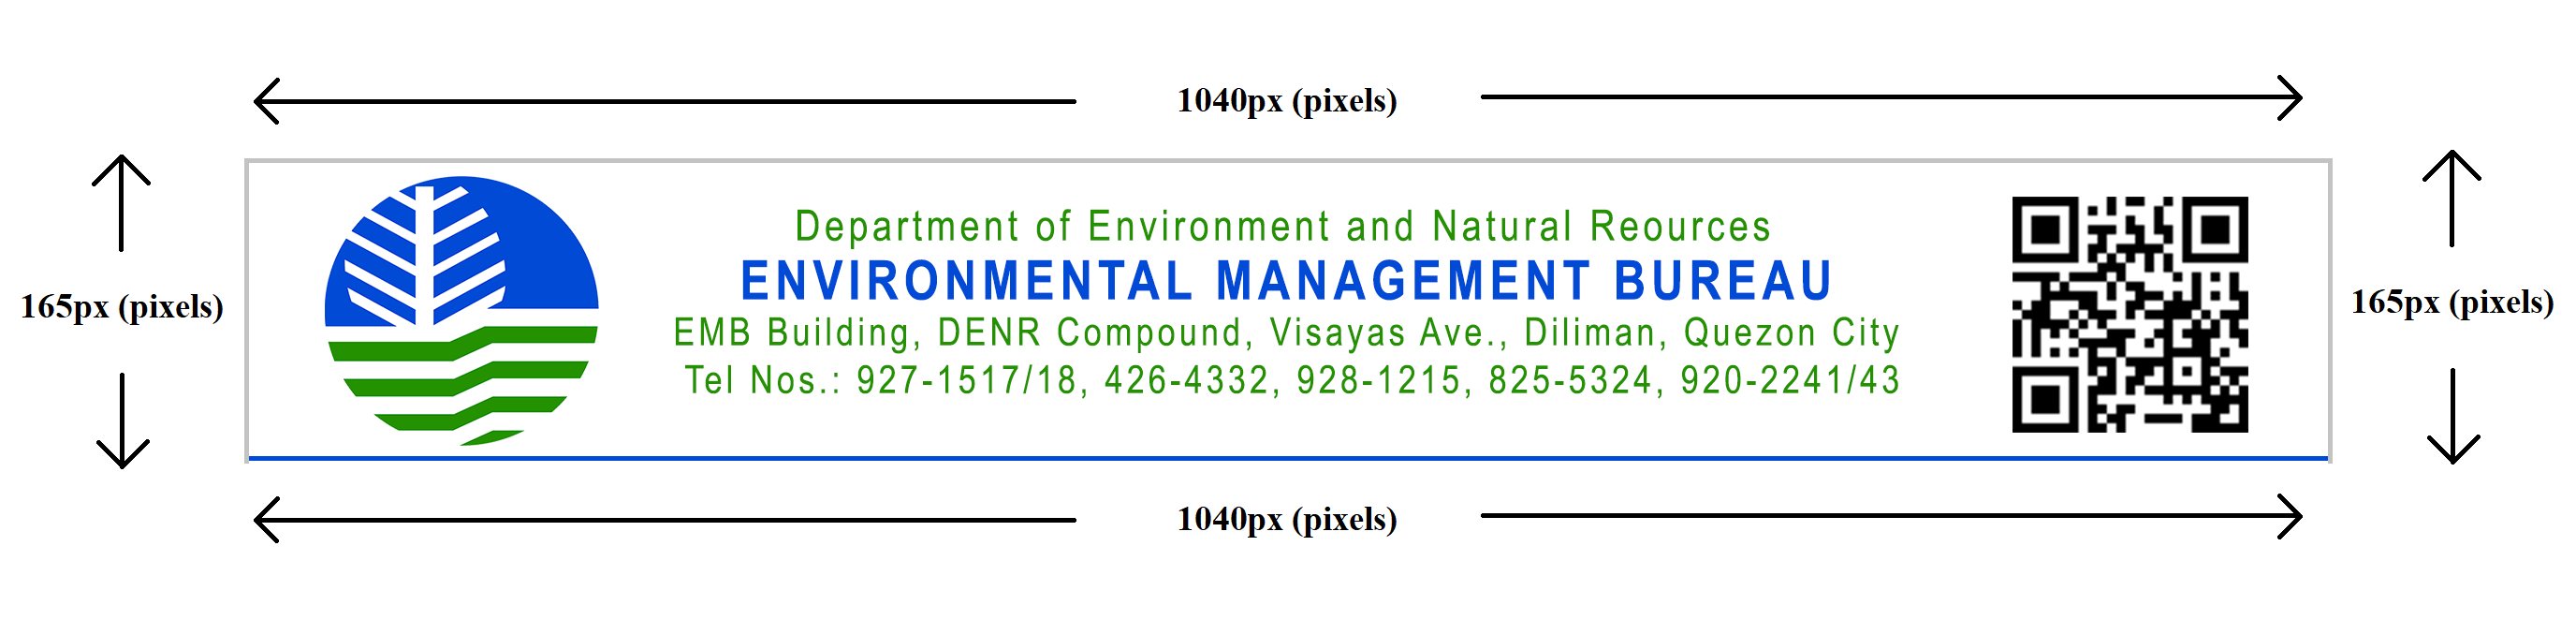 1040px (pixels)
165px (pixels)
Department of Environment and Natural Reources
ENVIRONMENTAL MANAGEMENT BUREAU
EMB Building, DENR Compound, Visayas Ave., Diliman, Quezon City
Tel Nos.: 927-1517/18, 426-4332, 928-1215, 825-5324, 920-2241/43
165px (pixels)
1040px (pixels)